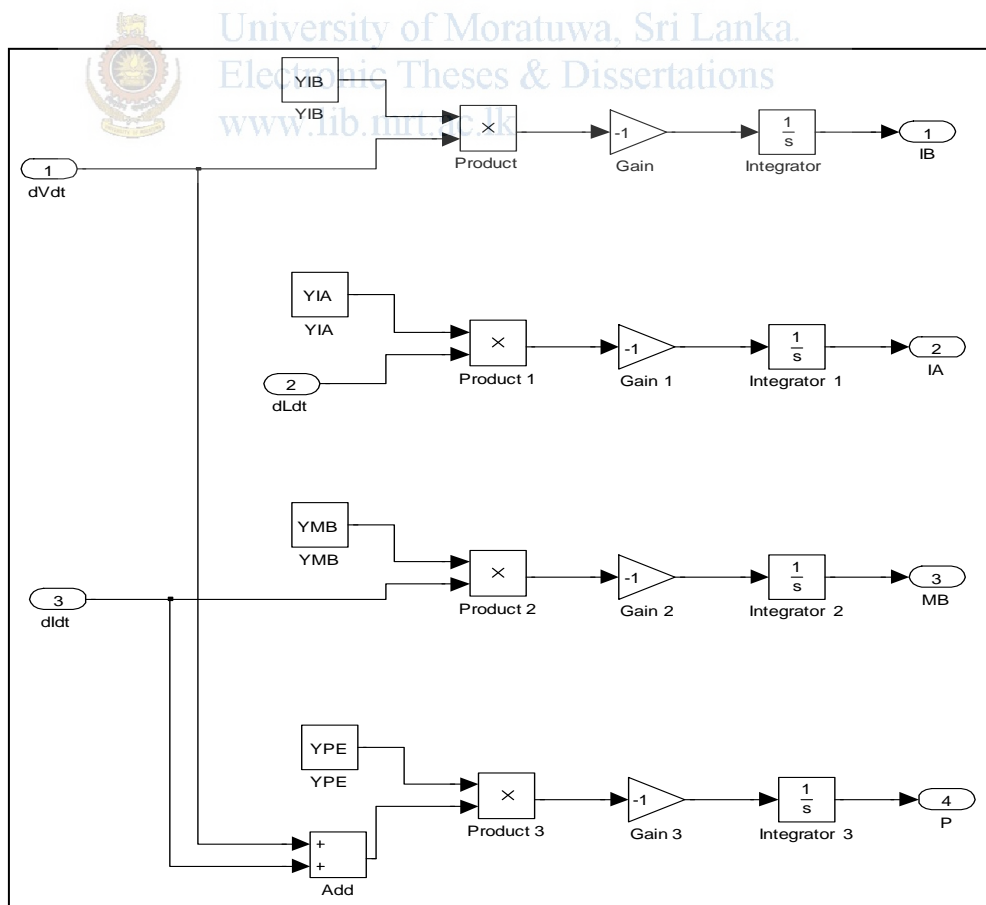 University of Moratuwa, Sri Lanka.
Electronic Theses & Dissertations
www.lib.mrt.ac.lk
YIB
YIB
×
Product
-1
Gain
1
s
Integrator
1
IB
1
dVdt
YIA
YIA
×
Product 1
-1
Gain 1
1
s
Integrator 1
2
IA
2
dLdt
YMB
YMB
×
Product 2
-1
Gain 2
1
s
Integrator 2
3
MB
3
dIdt
YPE
YPE
×
Product 3
-1
Gain 3
1
s
Integrator 3
4
P
+
+
Add